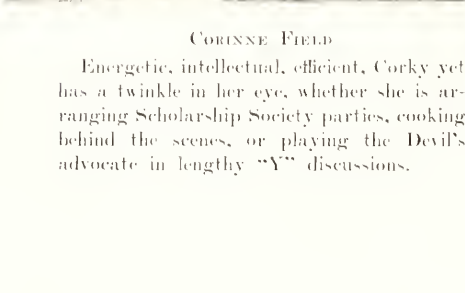 Corinne Field
Energetic, intellectual, efficient, Corky yet
has a twinkle in her eye, whether she is ar-
ranging Scholarship Society parties, cooking
behind the scenes, or playing the Devil's
advocate in lengthy "Y" discussions.